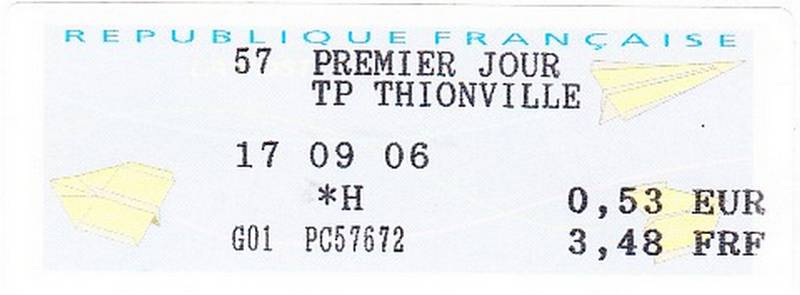 REPUBLIQUE FRANÇAISE
57 PREMIER JOUR
TP THIONVILLE
17 09 06
*H 0,53 EUR
G01 PC57672 3,48 FRF